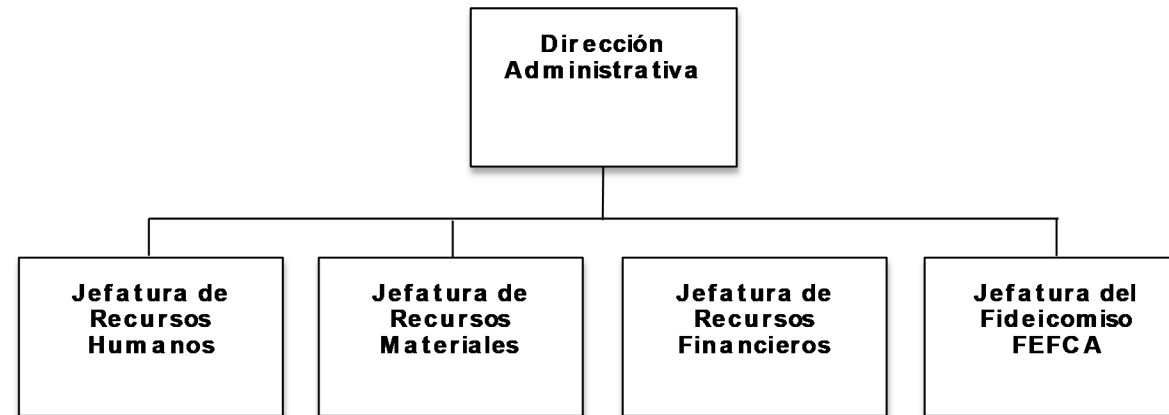 Dirección
Administrativa
Jefatura de
Recursos
Humanos
Jefatura de
Recursos
Materiales
Jefatura de
Recursos
Financieros
Jefatura del
Fideicomiso
FEFCA